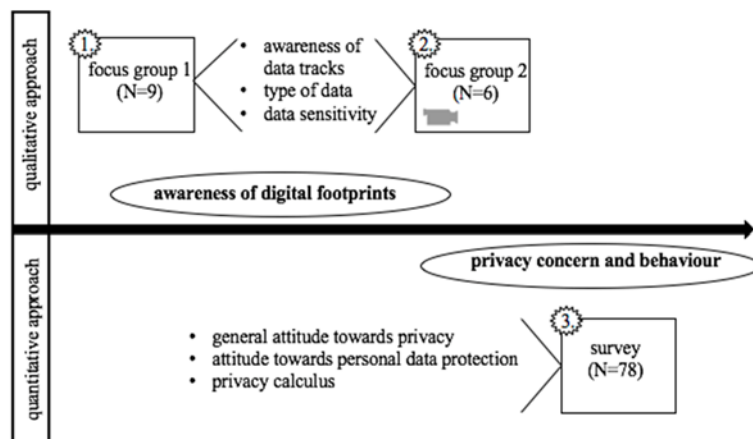 qualitative approach
1.
focus group 1
(N=9)
• awareness of
data tracks
• type of data
• data sensitivity
2.
focus group 2
(N=6)
awareness of digital footprints
privacy concern and behaviour
quantitative approach
• general attitude towards privacy
• attitude towards personal data protection
• privacy calculus
3.
survey
(N=78)